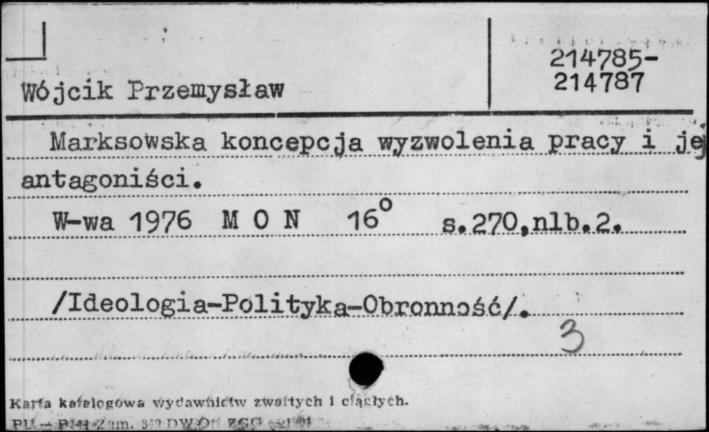 214785-
214787
Wójcik Przemysław
Marksowska koncepcja wyzwolenia pracy i jej
antagoniści.
W-wa 1976 M O N 16° s.270,nlb.2.
/Ideologia-Polityka-Obronność/.
3
Karta katalogowa wydawnictw zwartych i ciągłych.